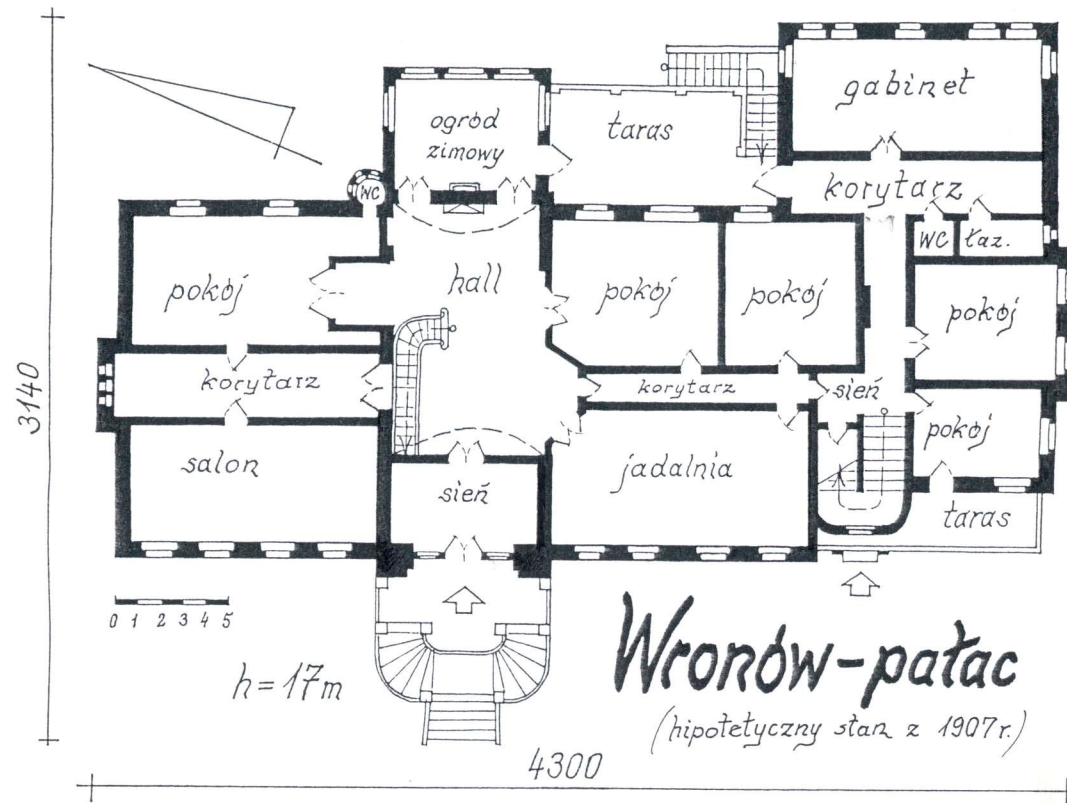 gabinet
ogród
zimowy
taras
WC
korytarz
WC
łaz.
pokój
hall
pokój
pokój
pokój
korytarz
korytarz
sień
pokój
salon
sień
jadalnia
taras
3140
0 1 2 3 4 5
h=17m
Wronów-pałac
(hipotetyczny stan z 1907r.)
4300